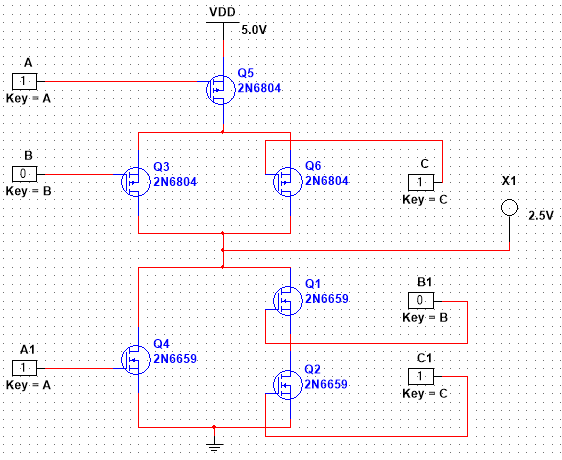 VDD
5.0V
A
1
Key = A
Q5
2N6804
B
0
Key = B
Q3
2N6804
Q6
2N6804
C
1
Key = C
X1
2.5V
Q1
2N6659
B1
0
Key = B
A1
1
Key = A
Q4
2N6659
Q2
2N6659
C1
1
Key = C